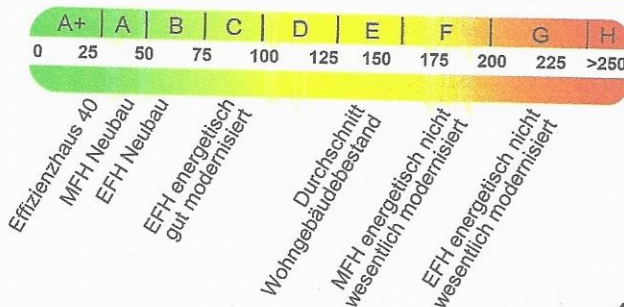 A+ A B C D E F G H
0 25 50 75 100 125 150 175 200 225 >250
Effizienzhaus 40
MFH Neubau
EFH Neubau
EFH energetisch
gut modernisiert
Durchschnitt
Wohngebäudebestand
MFH energetisch nicht
wesentlich modernisiert
EFH energetisch nicht
wesentlich modernisiert